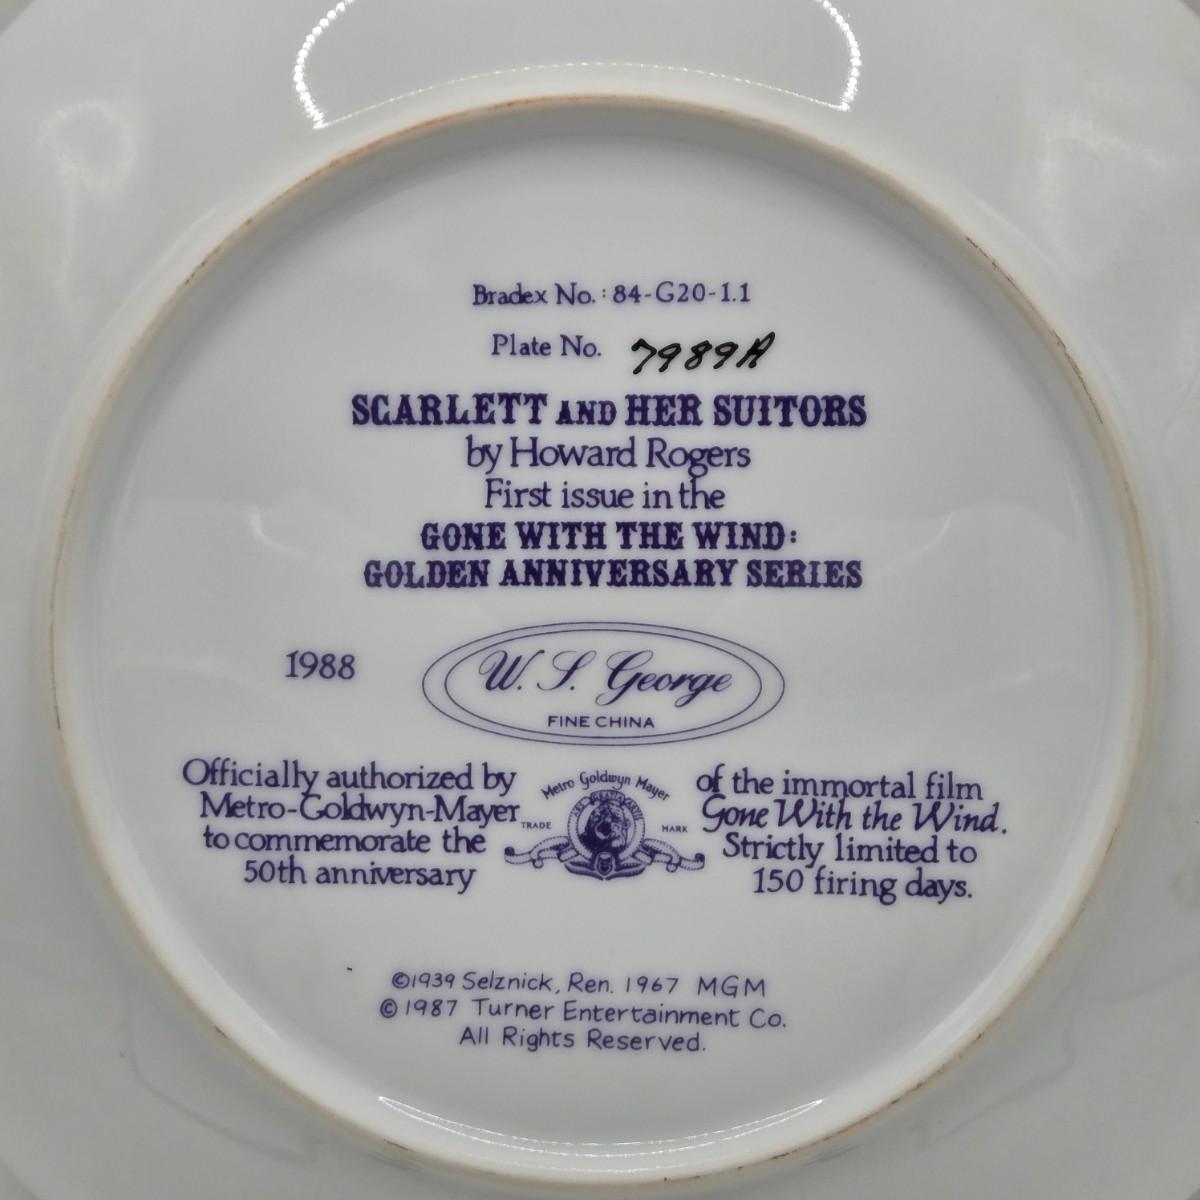 Bradex No.: 84-G20-1.1
Plate No. 7989A
SCARLETT AND HER SUITORS
by Howard Rogers
First issue in the
GONE WITH THE WIND:
GOLDEN ANNIVERSARY SERIES
1988
W. S. George
FINE CHINA
Officially authorized by
Metro-Goldwyn-Mayer
to commemorate the
50th anniversary
Metro Goldwyn Mayer
TRADE MARK
of the immortal film
Gone With the Wind.
Strictly limited to
150 firing days.
©1939 Selznick, Ren. 1967 MGM
©1987 Turner Entertainment Co.
All Rights Reserved.